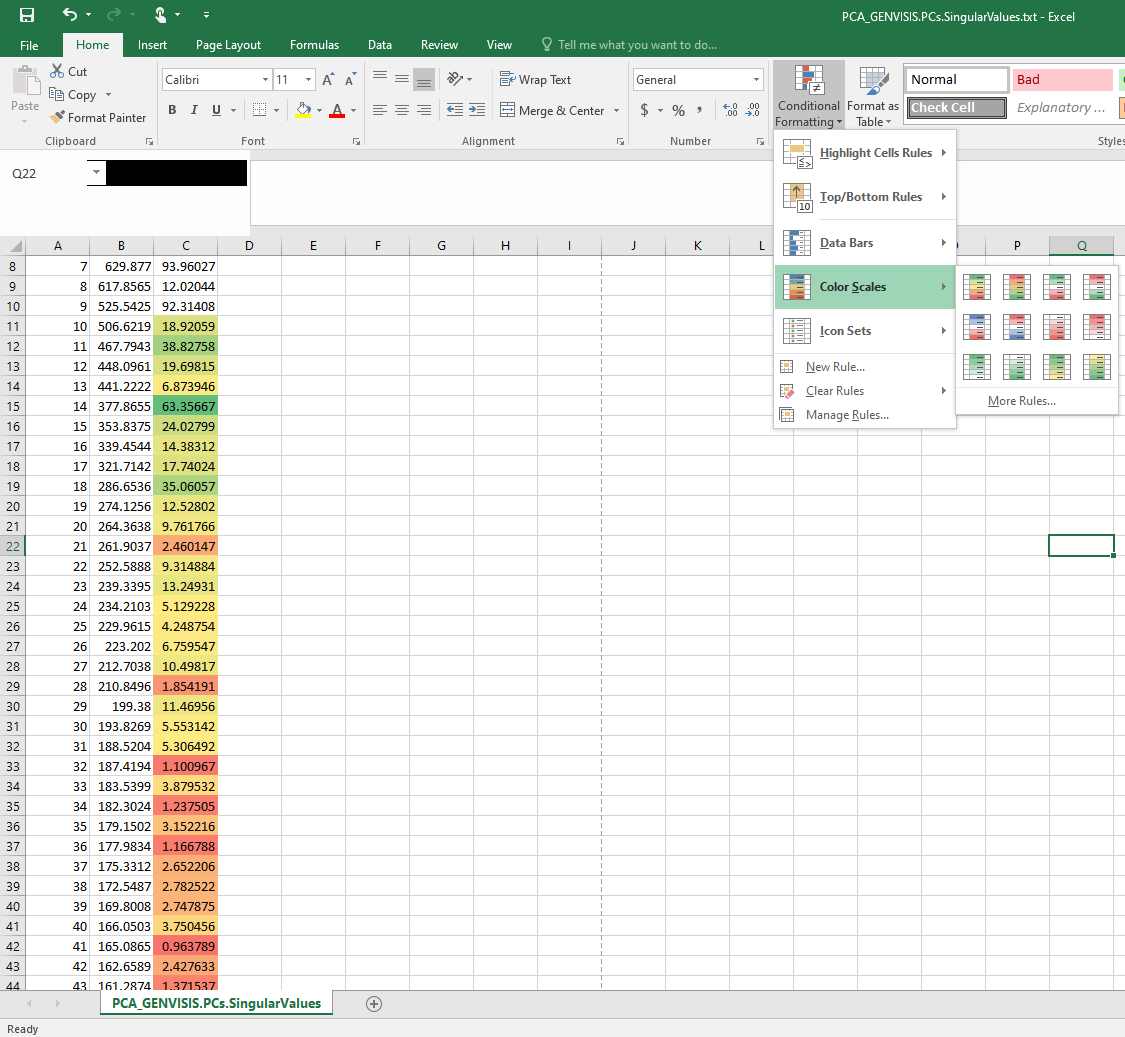 PCA_GENVISIS.PCs.SingularValues.txt - Excel
File Home Insert Page Layout Formulas Data Review View Tell me what you want to do...
Paste
Cut
Copy
Format Painter
Clipboard
Calibri 11
B I U
Font
Wrap Text
Merge & Center
Alignment
General
$ % ,
Number
Conditional Formatting
Format as Table
Normal Bad
Check Cell Explanatory ...
Styles
Q22
Highlight Cells Rules
Top/Bottom Rules
Data Bars
Color Scales
Icon Sets
New Rule...
Clear Rules
Manage Rules...
More Rules...
A B C D E F G H I J K L P Q
8 7 629.877 93.96027
9 8 617.8565 12.02044
10 9 525.5425 92.31408
11 10 506.6219 18.92059
12 11 467.7943 38.82758
13 12 448.0961 19.69815
14 13 441.2222 6.873946
15 14 377.8655 63.35667
16 15 353.8375 24.02799
17 16 339.4544 14.38312
18 17 321.7142 17.74024
19 18 286.6536 35.06057
20 19 274.1256 12.52802
21 20 264.3638 9.761766
22 21 261.9037 2.460147
23 22 252.5888 9.314884
24 23 239.3395 13.24931
25 24 234.2103 5.129228
26 25 229.9615 4.248754
27 26 223.202 6.759547
28 27 212.7038 10.49817
29 28 210.8496 1.854191
30 29 199.38 11.46956
31 30 193.8269 5.553142
32 31 188.5204 5.306492
33 32 187.4194 1.100967
34 33 183.5399 3.879532
35 34 182.3024 1.237505
36 35 179.1502 3.152216
37 36 177.9834 1.166788
38 37 175.3312 2.652206
39 38 172.5487 2.782522
40 39 169.8008 2.747875
41 40 166.0503 3.750456
42 41 165.0865 0.963789
43 42 162.6589 2.427633
44 43 161.2874 1.371537
PCA_GENVISIS.PCs.SingularValues
Ready